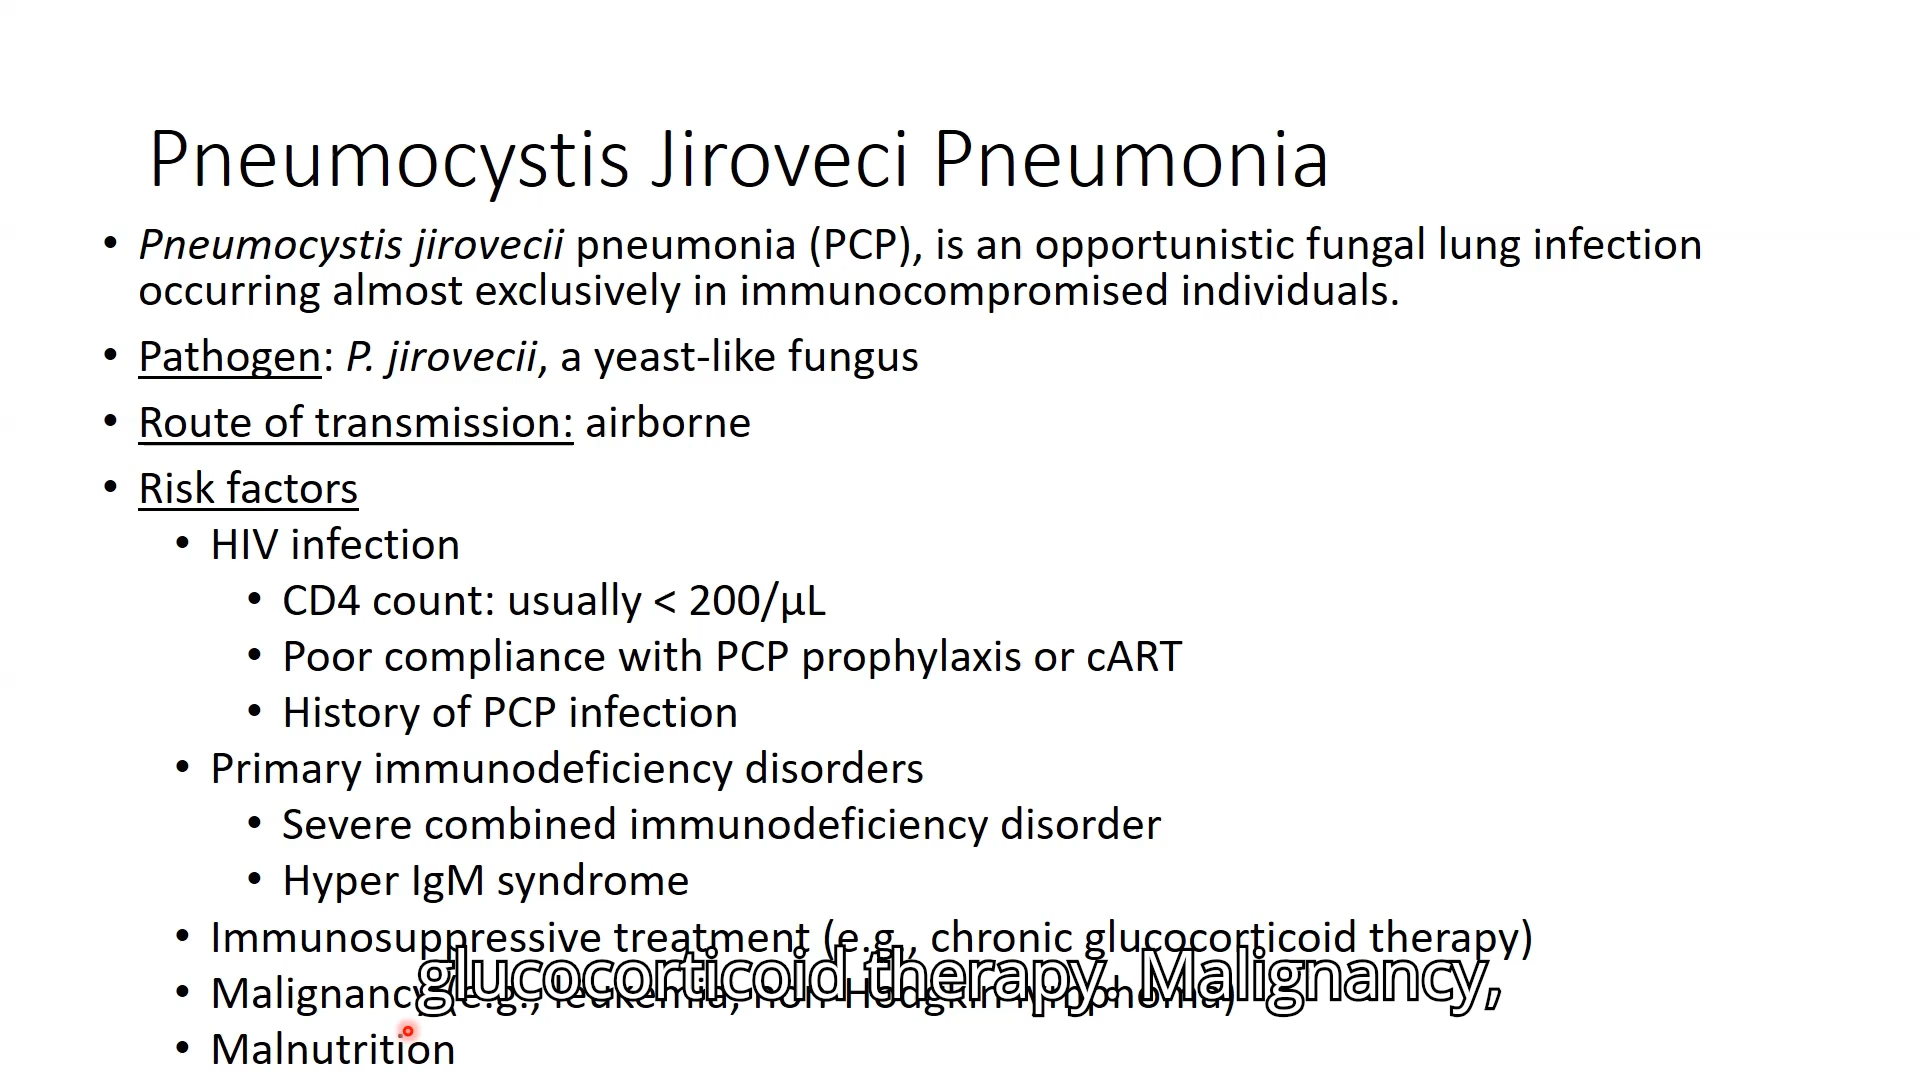 Pneumocystis Jiroveci Pneumonia
• Pneumocystis jirovecii pneumonia (PCP), is an opportunistic fungal lung infection
occurring almost exclusively in immunocompromised individuals.
• Pathogen: P. jirovecii, a yeast-like fungus
• Route of transmission: airborne
• Risk factors
• HIV infection
• CD4 count: usually < 200/µL
• Poor compliance with PCP prophylaxis or cART
• History of PCP infection
• Primary immunodeficiency disorders
• Severe combined immunodeficiency disorder
• Hyper IgM syndrome
• Immunosuppressive treatment (e.g., chronic glucocorticoid therapy)
glucocorticoid therapy. Malignancy,
• Malignancy (e.g., leukemia, non-Hodgkin lymphoma)
• Malnutrition